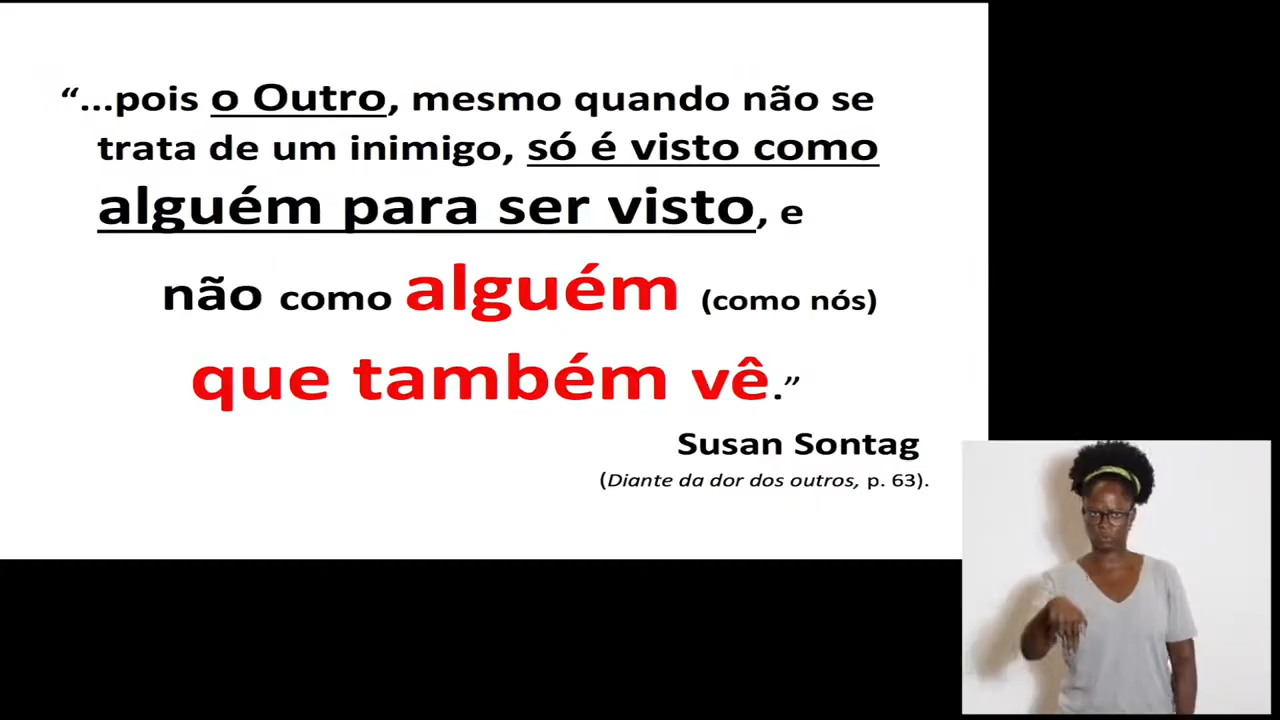 “...pois o Outro, mesmo quando não se
trata de um inimigo, só é visto como
alguém para ser visto, e
não como alguém (como nós)
que também vê.”
Susan Sontag
(Diante da dor dos outros, p. 63).